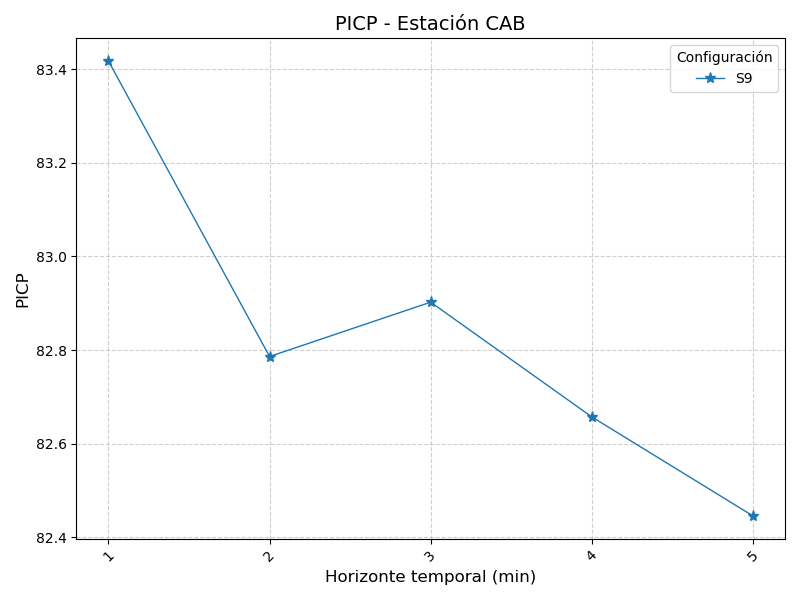 PICP - Estación CAB
Configuración
S9
83.4
83.2
83.0
82.8
82.6
82.4
PICP
1
2
3
4
5
Horizonte temporal (min)